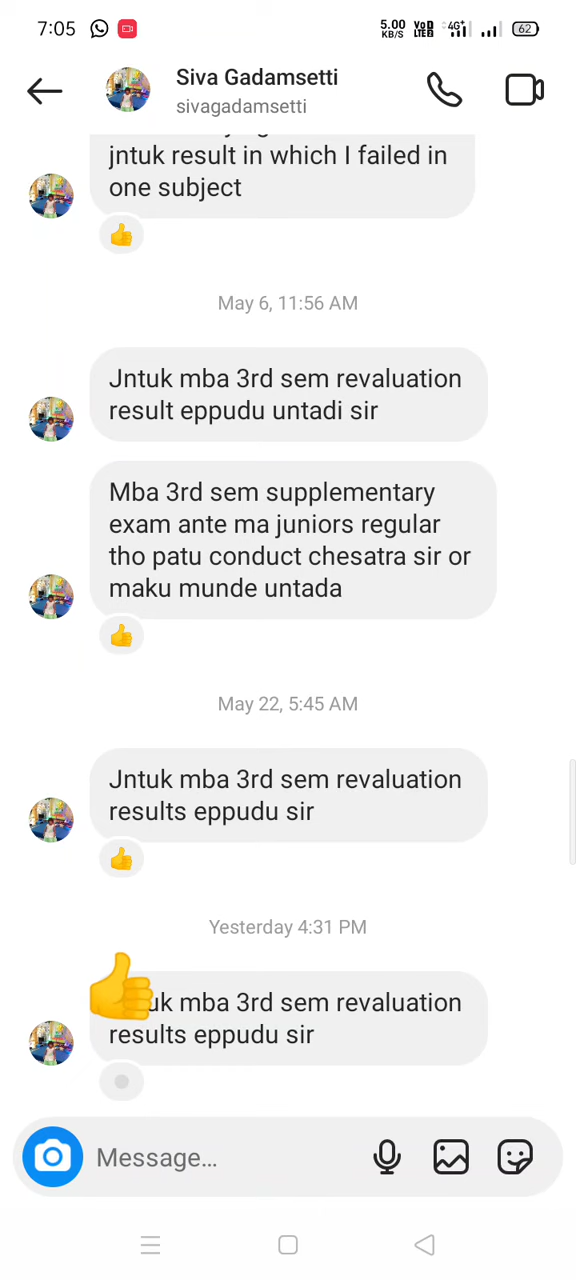 7:05
5.00 KB/S VoD LTE2 4G+ 62
Siva Gadamsetti
sivagadamsetti
jntuk result in which I failed in
one subject
May 6, 11:56 AM
Jntuk mba 3rd sem revaluation
result eppudu untadi sir
Mba 3rd sem supplementary
exam ante ma juniors regular
tho patu conduct chesatra sir or
maku munde untada
May 22, 5:45 AM
Jntuk mba 3rd sem revaluation
results eppudu sir
Yesterday 4:31 PM
uk mba 3rd sem revaluation
results eppudu sir
Message...